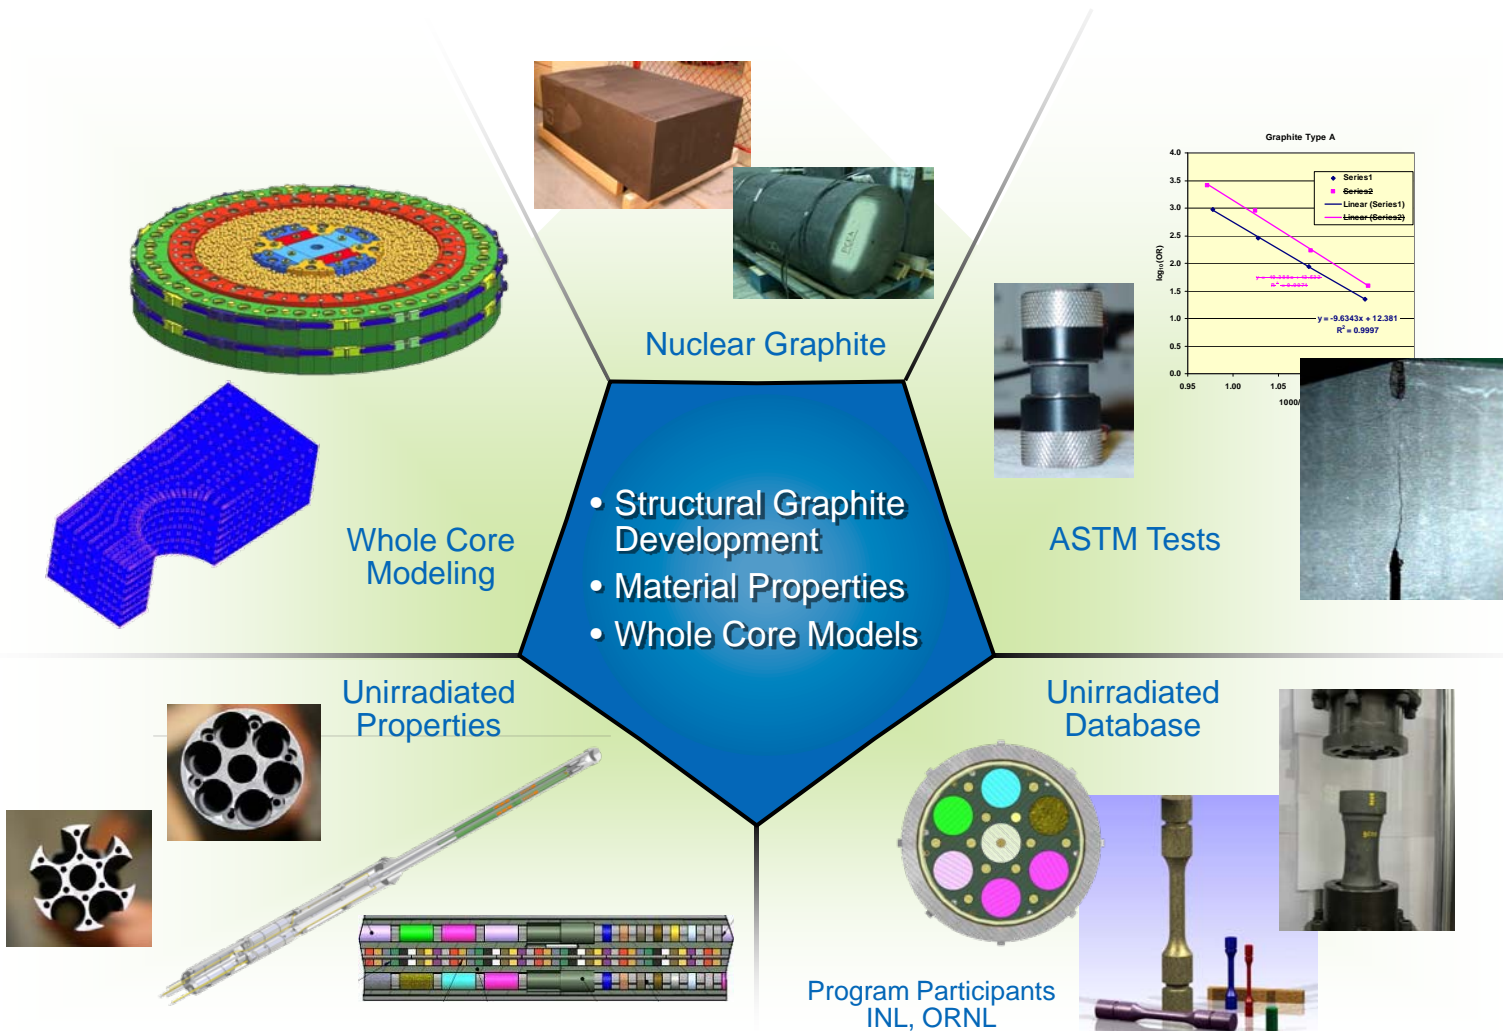 Graphite Type A
4.0
3.5
3.0
2.5
2.0
1.5
1.0
0.5
0.0
log₁₀(OR)
Series1
Series2
Linear (Series1)
Linear (Series2)
y = -9.6343x + 12.381
R² = 0.9997
0.95
1.00
1.05
1000/
Nuclear Graphite
Whole Core
Modeling
• Structural Graphite
Development
• Material Properties
• Whole Core Models
ASTM Tests
Unirradiated
Properties
Unirradiated
Database
Program Participants
INL, ORNL